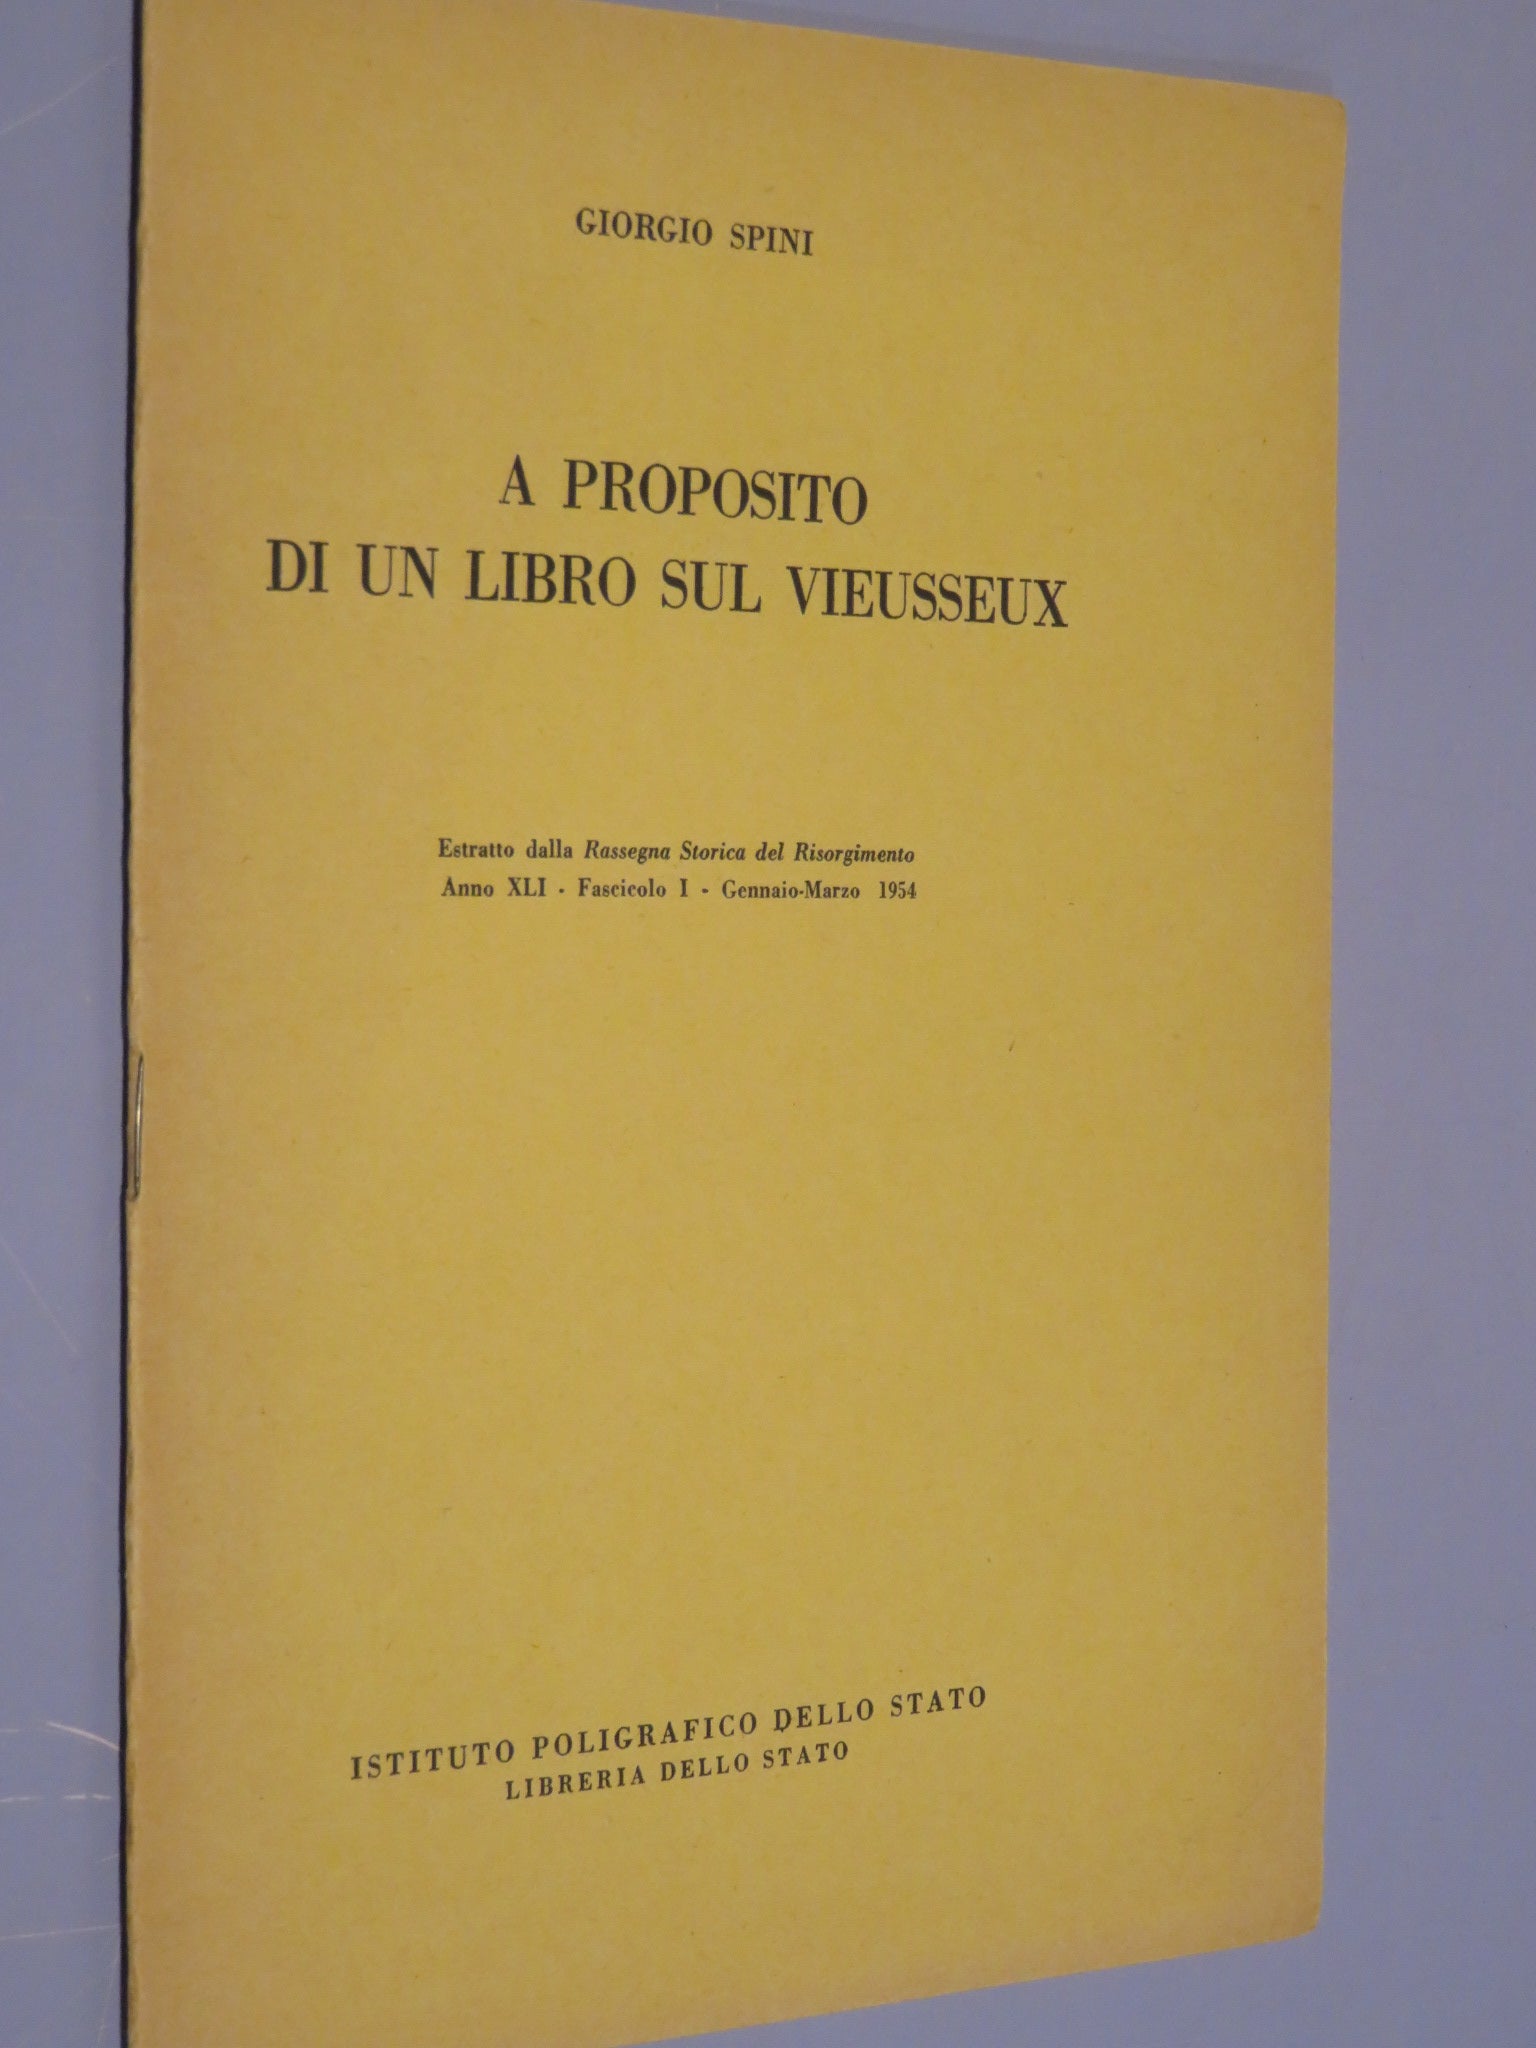 GIORGIO SPINI
A PROPOSITO
DI UN LIBRO SUL VIEUSSEUX
Estratto dalla Rassegna Storica del Risorgimento
Anno XLI - Fascicolo I - Gennaio-Marzo 1954
ISTITUTO POLIGRAFICO DELLO STATO
LIBRERIA DELLO STATO